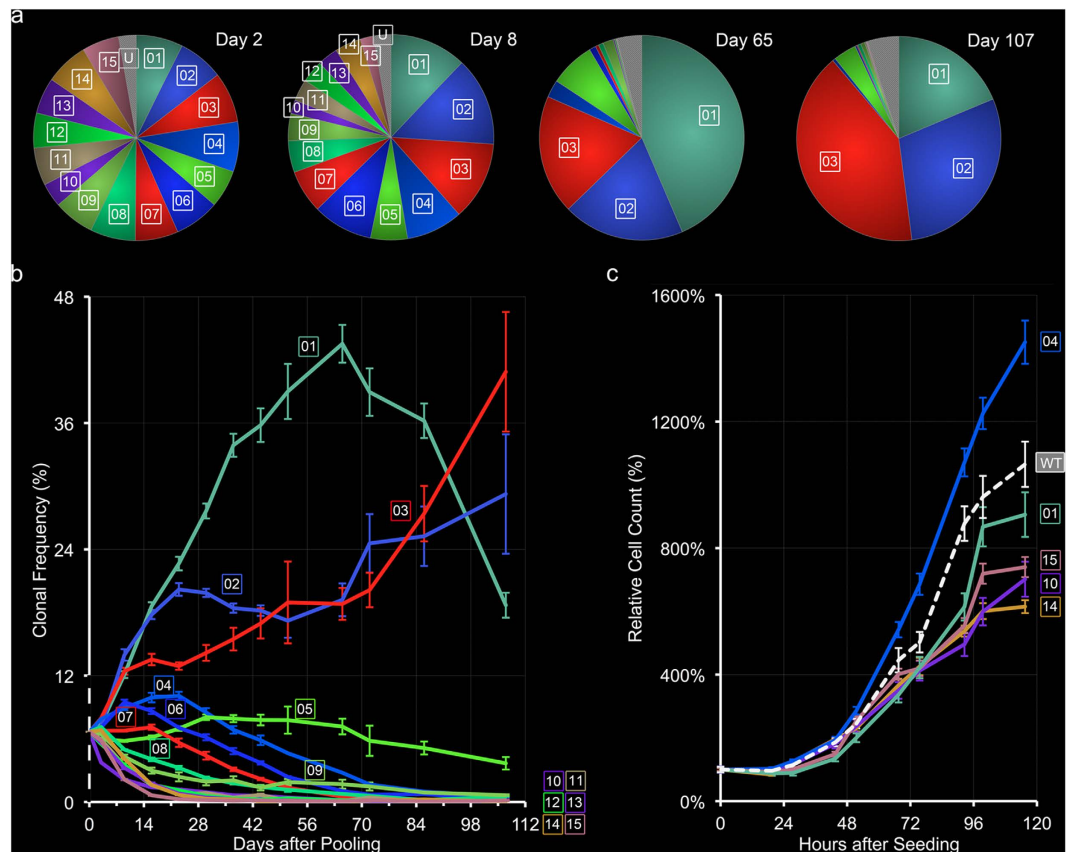 a
Day 2
Day 8
Day 65
Day 107
U 01 02 03 04 05 06 07 08 09 10 11 12 13 14 15
U 01 02 03 04 05 06 07 08 09 10 11 12 13 14 15
01 02 03
01 02 03
b
48
36
24
12
0
Clonal Frequency (%)
01
02
03
04
05
06
07
08
09
10 11
12 13
14 15
0 14 28 42 56 70 84 98 112
Days after Pooling
c
1600%
1200%
800%
400%
0%
Relative Cell Count (%)
04
WT
01
15
10
14
0 24 48 72 96 120
Hours after Seeding